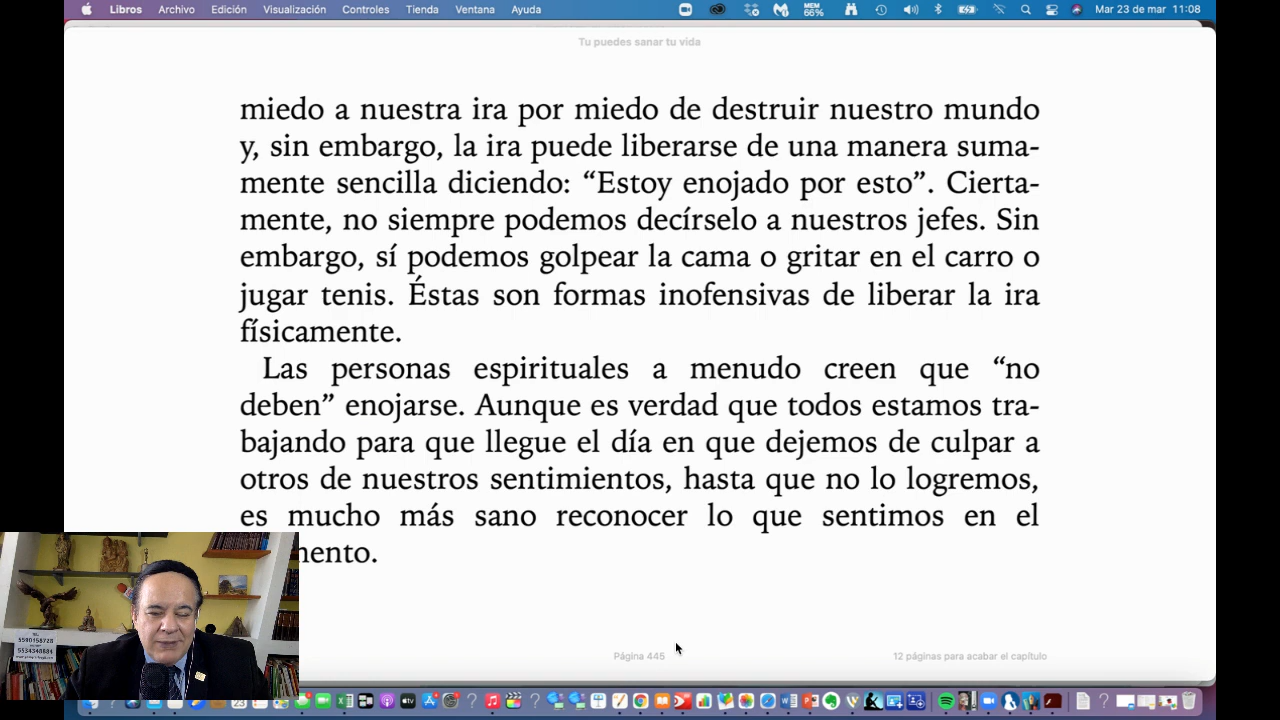 Libros Archivo Edición Visualización Controles Tienda Ventana Ayuda MEM 66% Mar 23 de mar 11:08
Tu puedes sanar tu vida
miedo a nuestra ira por miedo de destruir nuestro mundo
y, sin embargo, la ira puede liberarse de una manera suma-
mente sencilla diciendo: “Estoy enojado por esto”. Cierta-
mente, no siempre podemos decírselo a nuestros jefes. Sin
embargo, sí podemos golpear la cama o gritar en el carro o
jugar tenis. Éstas son formas inofensivas de liberar la ira
físicamente.
Las personas espirituales a menudo creen que “no
deben” enojarse. Aunque es verdad que todos estamos tra-
bajando para que llegue el día en que dejemos de culpar a
otros de nuestros sentimientos, hasta que no lo logremos,
es mucho más sano reconocer lo que sentimos en el
mento.
Página 445 12 páginas para acabar el capítulo